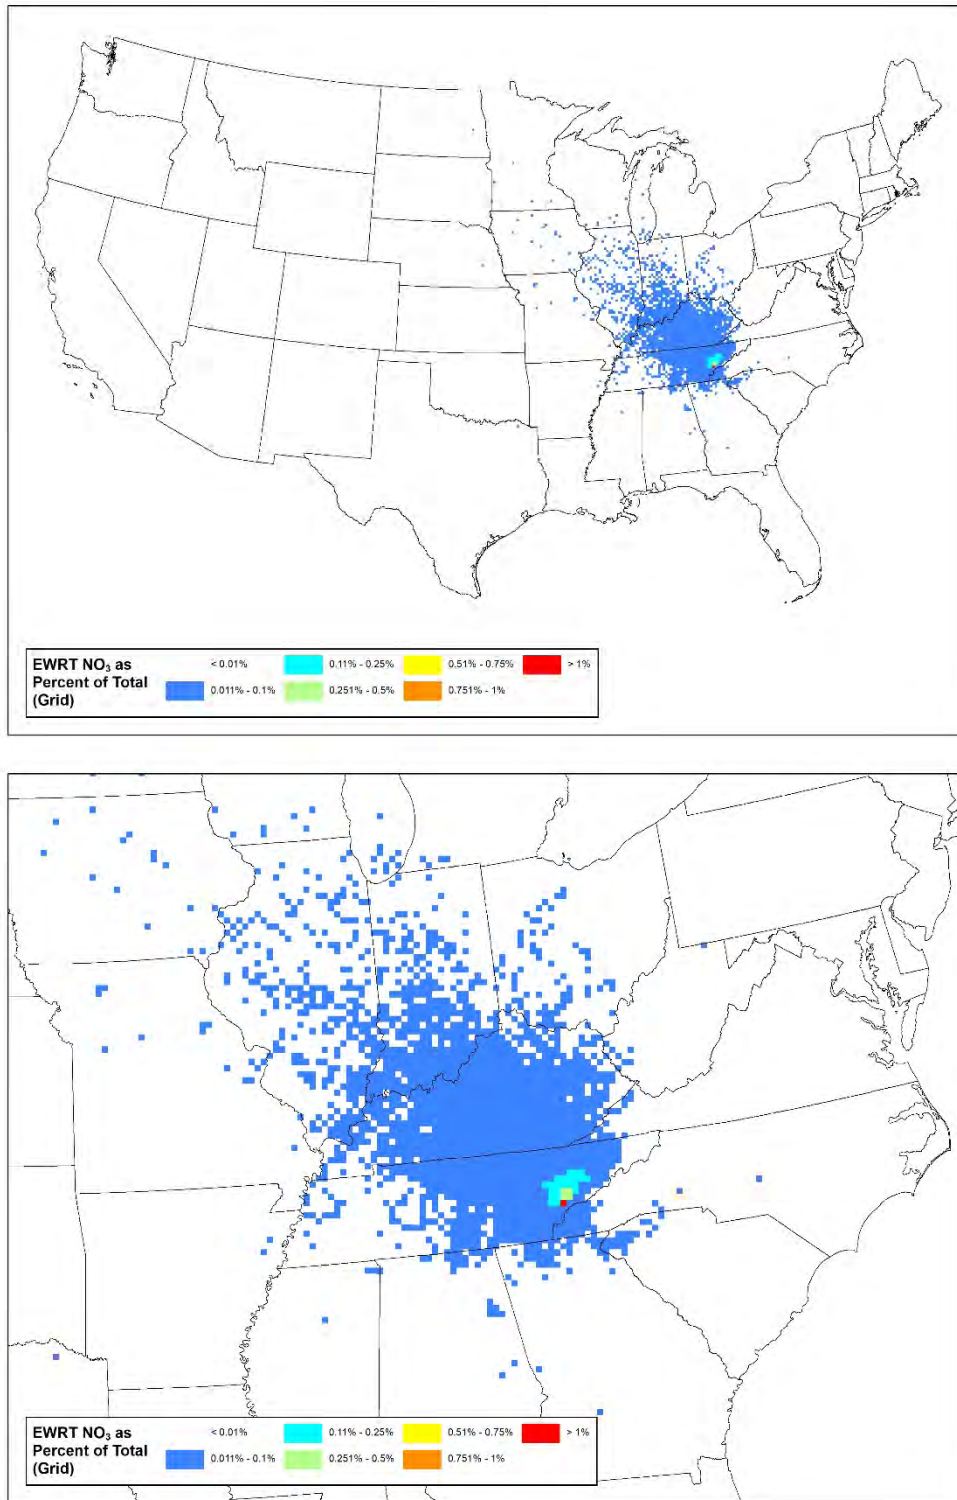 EWRT NO₃ as
Percent of Total
(Grid)
< 0.01% 0.11% - 0.25% 0.51% - 0.75% > 1%
0.011% - 0.1% 0.251% - 0.5% 0.751% - 1%
EWRT NO₃ as
Percent of Total
(Grid)
< 0.01% 0.11% - 0.25% 0.51% - 0.75% > 1%
0.011% - 0.1% 0.251% - 0.5% 0.751% - 1%